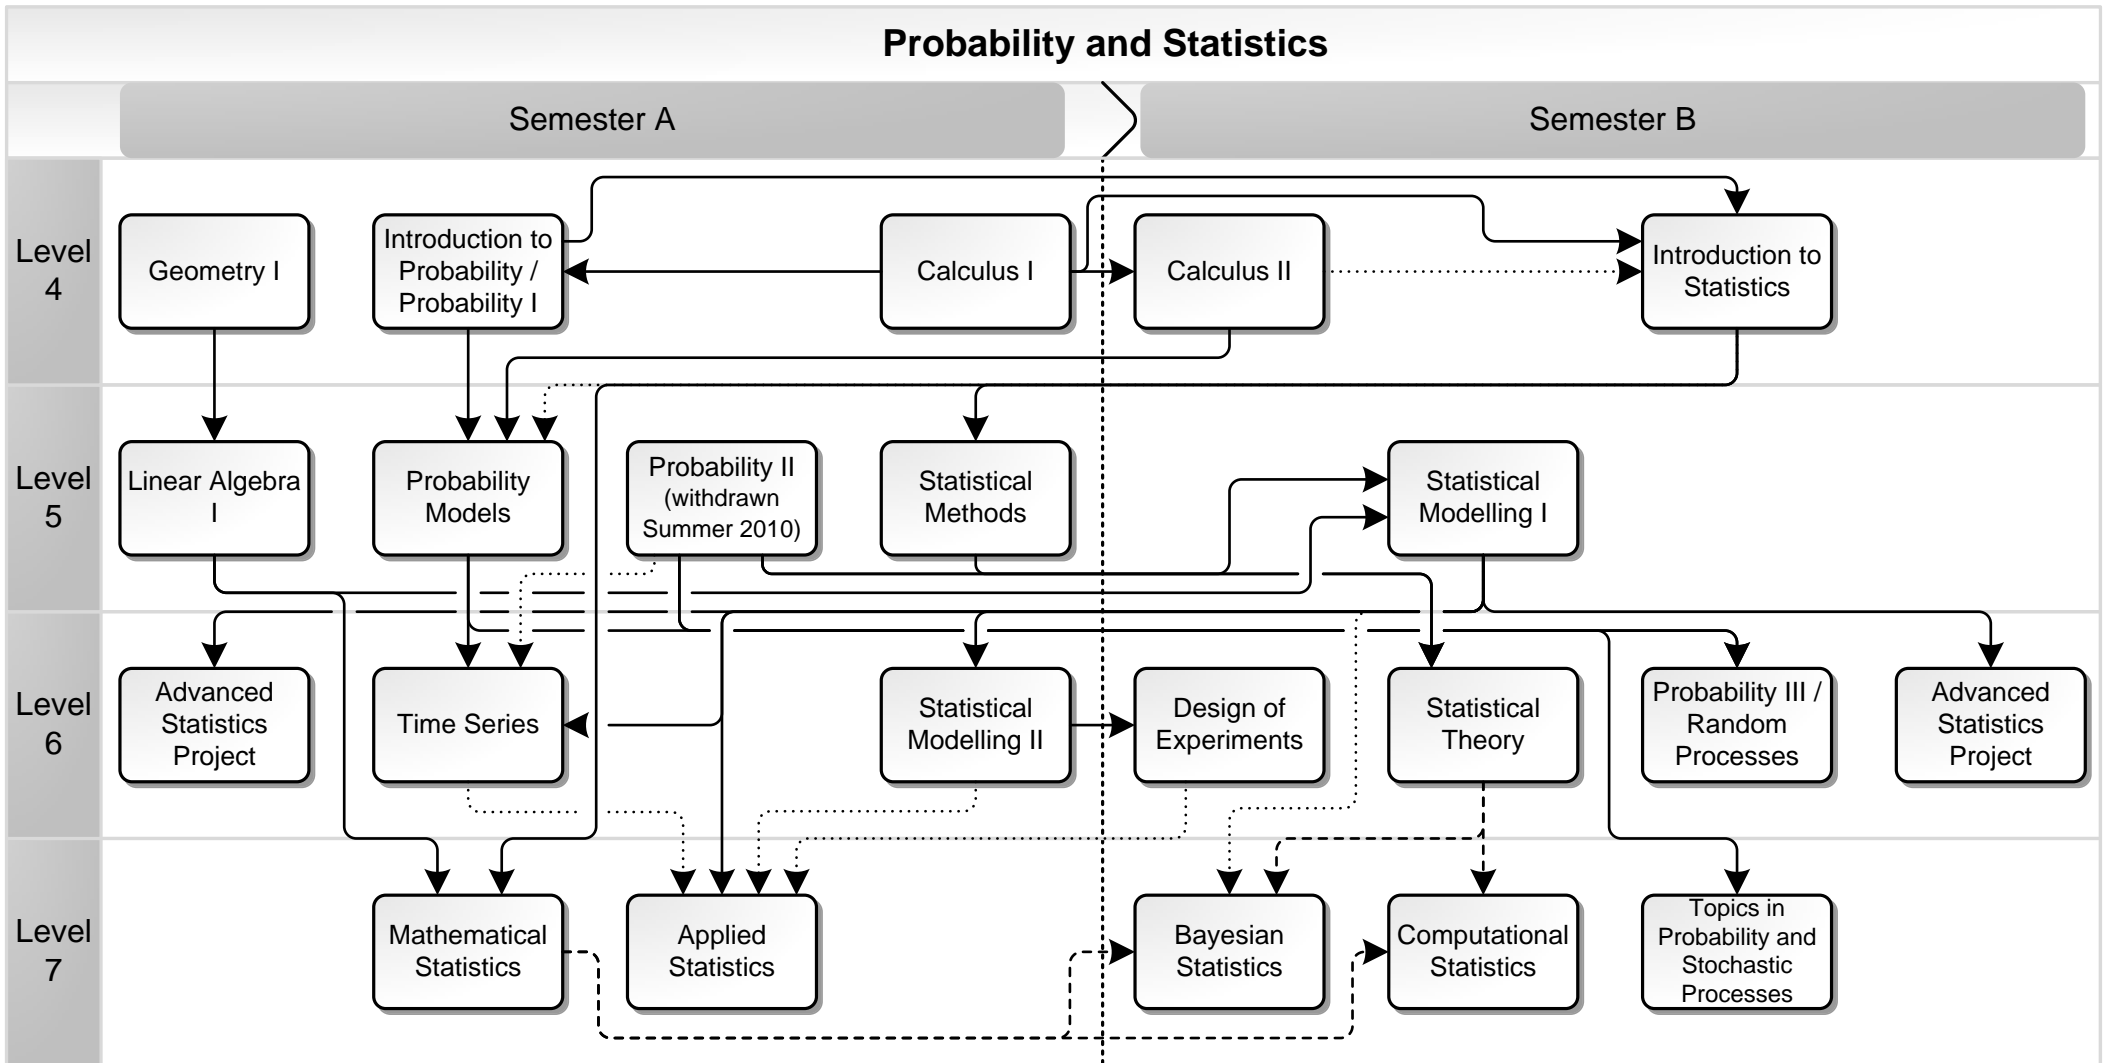 Probability and Statistics
Semester A
Semester B
Level
4
Geometry I
Introduction to
Probability /
Probability I
Calculus I
Calculus II
Introduction to
Statistics
Level
5
Linear Algebra
I
Probability
Models
Probability II
(withdrawn
Summer 2010)
Statistical
Methods
Statistical
Modelling I
Level
6
Advanced
Statistics
Project
Time Series
Statistical
Modelling II
Design of
Experiments
Statistical
Theory
Probability III /
Random
Processes
Advanced
Statistics
Project
Level
7
Mathematical
Statistics
Applied
Statistics
Bayesian
Statistics
Computational
Statistics
Topics in
Probability and
Stochastic
Processes